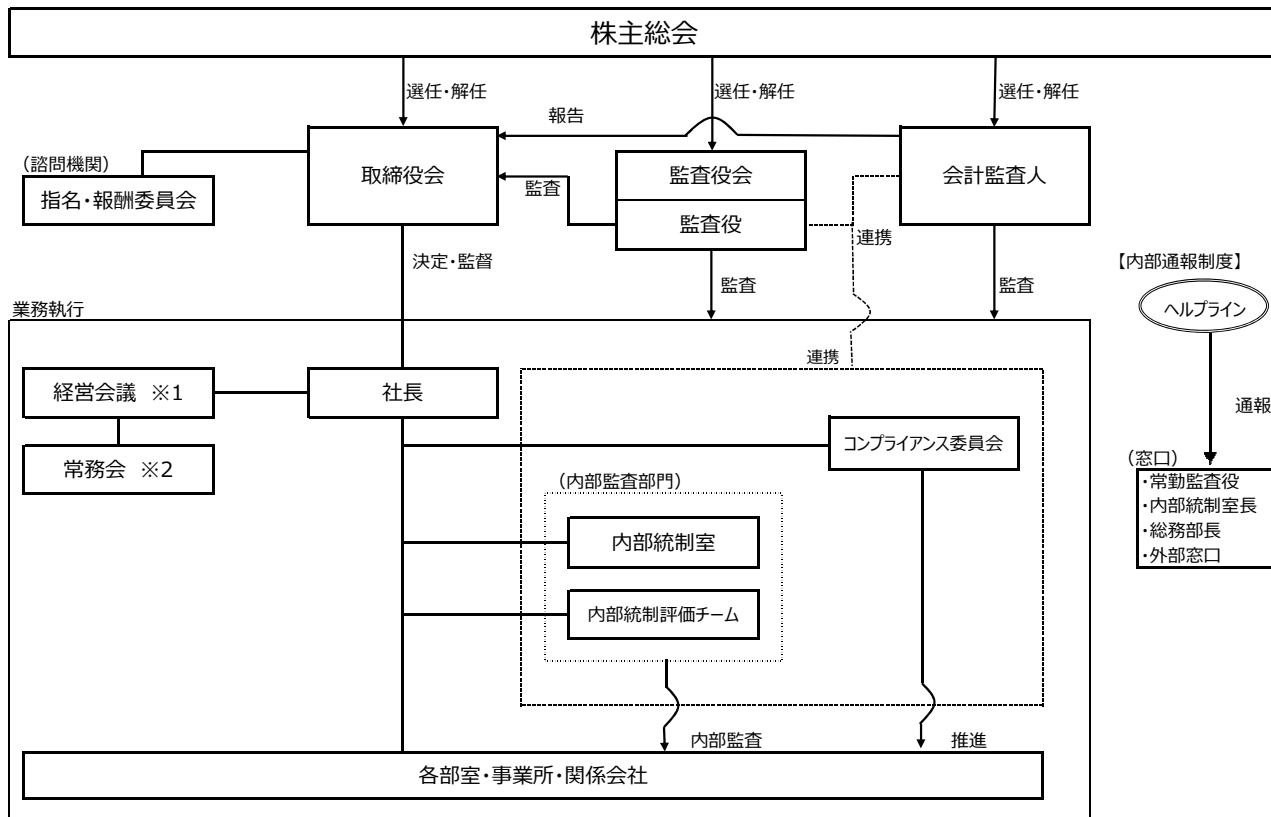 株主総会
選任・解任
選任・解任
選任・解任
報告
(諮問機関)
指名・報酬委員会
取締役会
監査
監査役会
監査役
会計監査人
連携
決定・監督
監査
監査
【内部通報制度】
ヘルプライン
業務執行
連携
経営会議 ※1
社長
通報
常務会 ※2
コンプライアンス委員会
(窓口)
・常勤監査役
・内部統制室長
・総務部長
・外部窓口
(内部監査部門)
内部統制室
内部統制評価チーム
内部監査
推進
各部室・事業所・関係会社